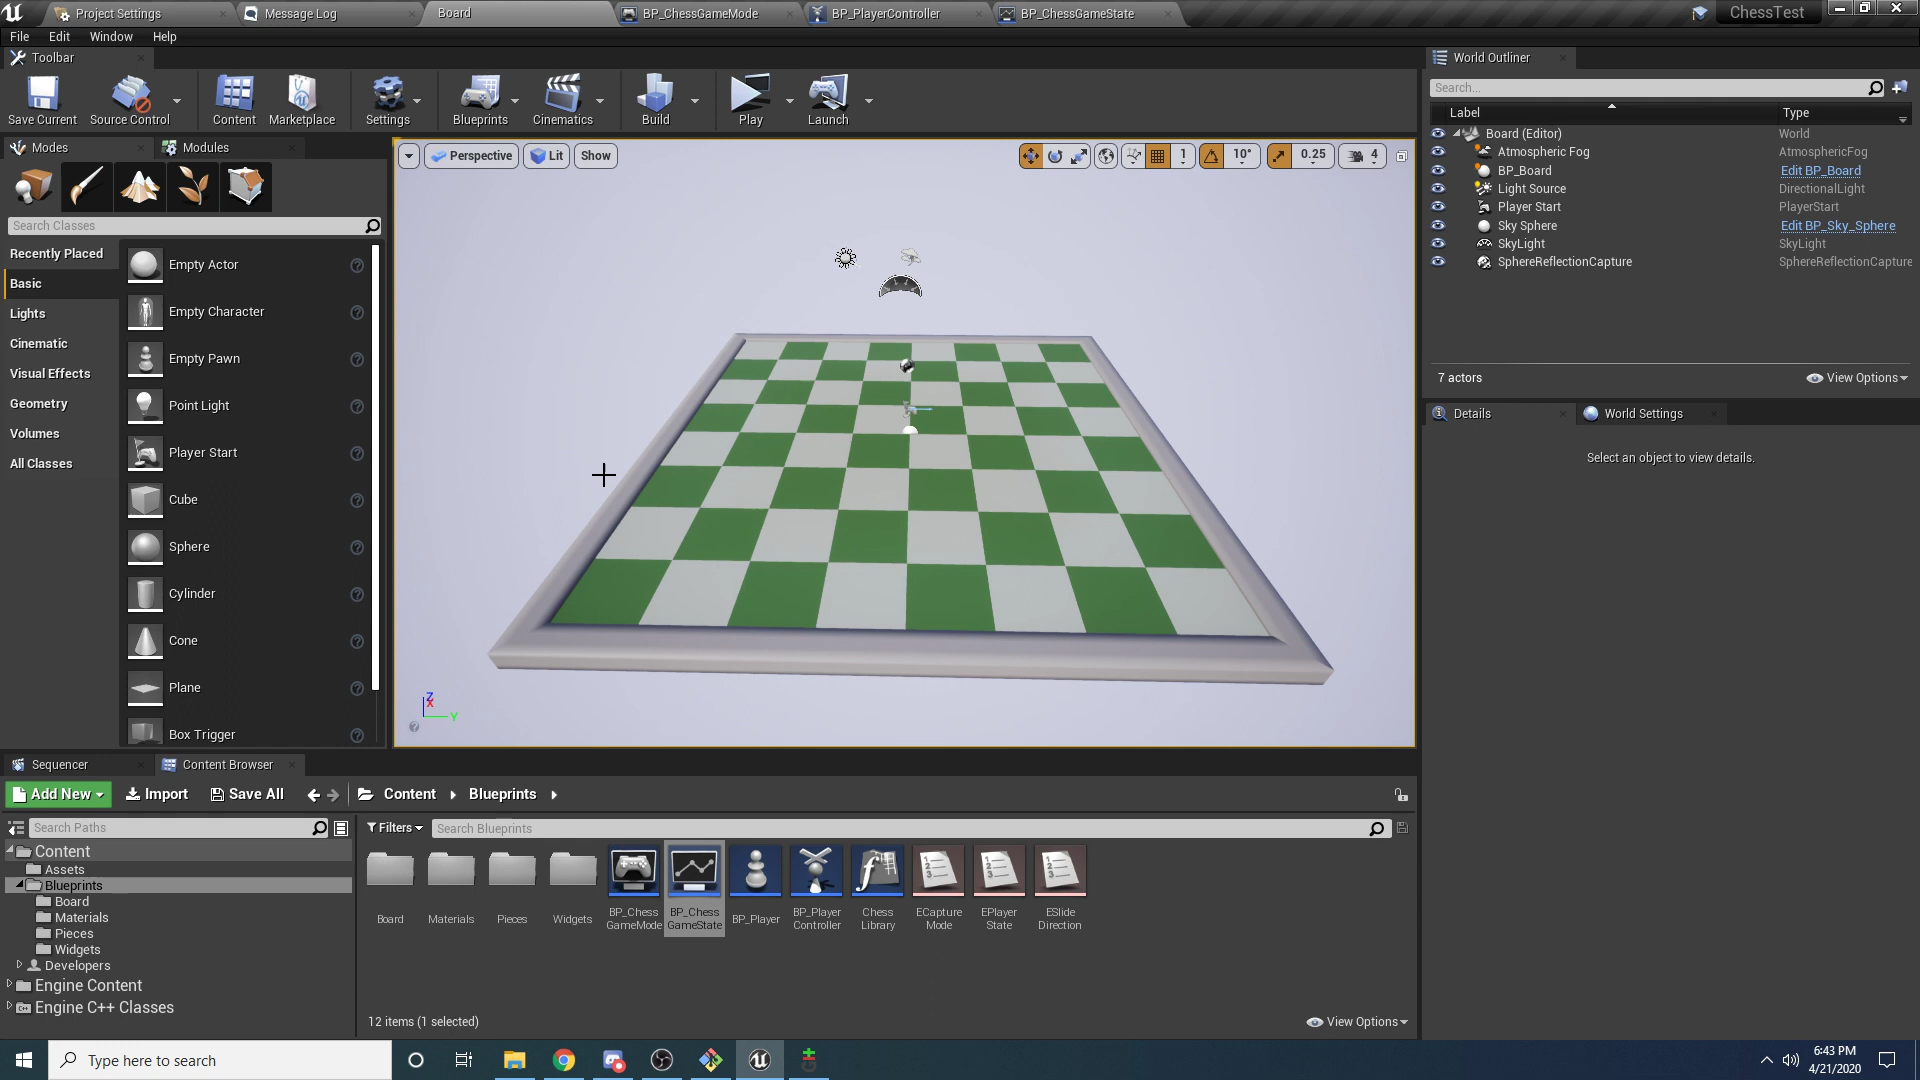 Project Settings
Message Log
Board
BP_ChessGameMode
BP_PlayerController
BP_ChessGameState
ChessTest
File Edit Window Help
Toolbar
Save Current
Source Control
Content
Marketplace
Settings
Blueprints
Cinematics
Build
Play
Launch
Modes
Modules
Search Classes
Recently Placed
Basic
Lights
Cinematic
Visual Effects
Geometry
Volumes
All Classes
Empty Actor
Empty Character
Empty Pawn
Point Light
Player Start
Cube
Sphere
Cylinder
Cone
Plane
Box Trigger
Perspective
Lit
Show
1
10°
0.25
4
Z
X
Y
World Outliner
Search...
Label Type
Board (Editor) World
Atmospheric Fog AtmosphericFog
BP_Board Edit BP_Board
Light Source DirectionalLight
Player Start PlayerStart
Sky Sphere Edit BP_Sky_Sphere
SkyLight SkyLight
SphereReflectionCapture SphereReflectionCapture
7 actors
View Options
Details
World Settings
Select an object to view details.
Sequencer
Content Browser
Add New
Import
Save All
Content
Blueprints
Search Paths
Content
Assets
Blueprints
Board
Materials
Pieces
Widgets
Developers
Engine Content
Engine C++ Classes
Filters
Search Blueprints
Board
Materials
Pieces
Widgets
BP_Chess
GameMode
BP_Chess
GameState
BP_Player
BP_Player
Controller
Chess
Library
ECapture
Mode
EPlayer
State
ESlide
Direction
12 items (1 selected)
View Options
Type here to search
6:43 PM
4/21/2020